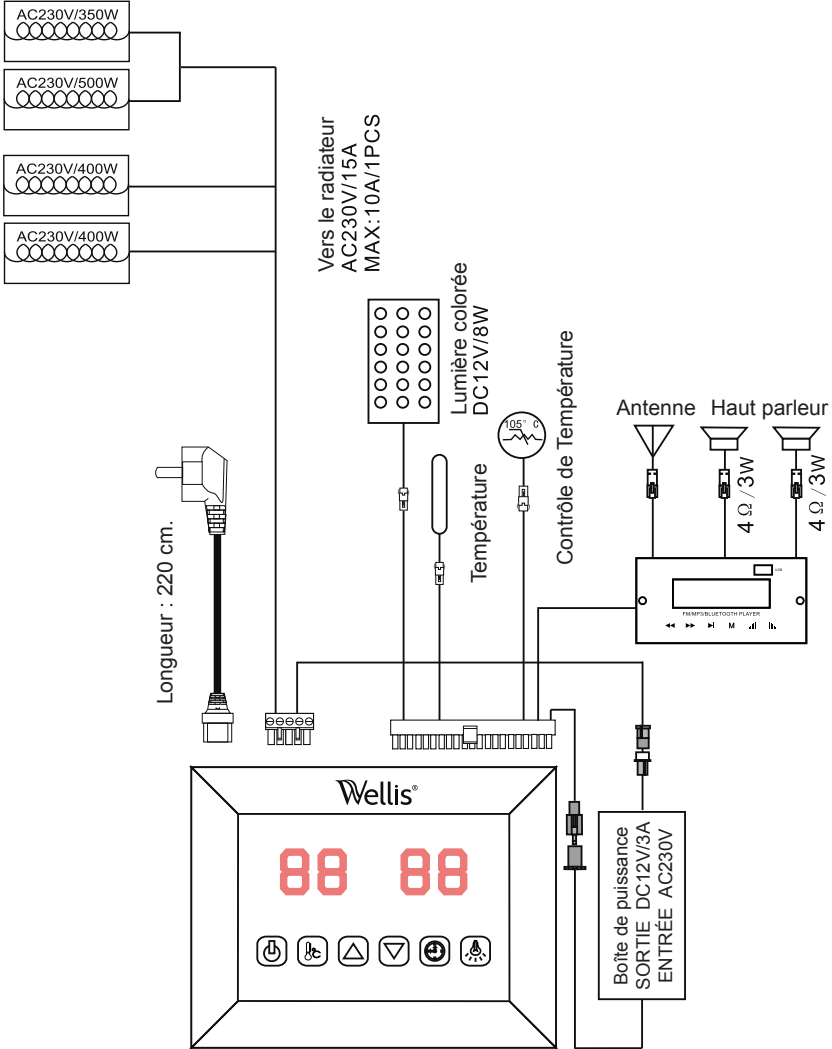 AC230V/350W
AC230V/500W
AC230V/400W
AC230V/400W
Vers le radiateur
AC230V/15A
MAX:10A/1PCS
Lumière colorée
DC12V/8W
105° C
Contrôle de Température
Température
Antenne
Haut parleur
4 Ω / 3W
4 Ω / 3W
USB
FM/MP3/BLUETOOTH PLAYER
M
Longueur : 220 cm.
Wellis®
88 88
°C
Boîte de puissance
SORTIE DC12V/3A
ENTRÉE AC230V